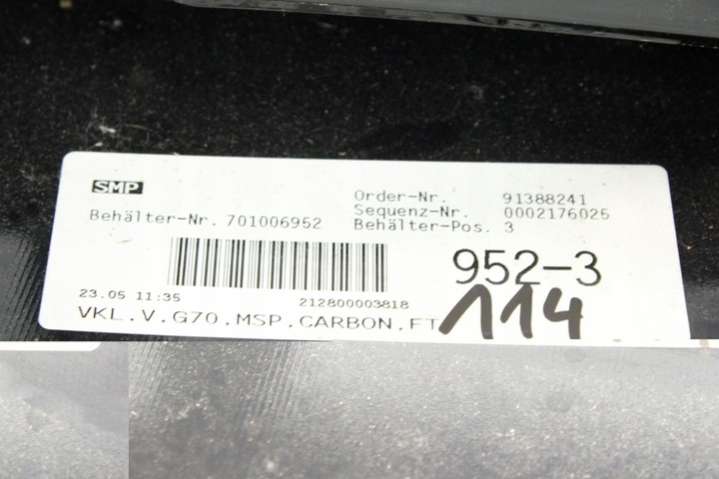 SMP
Order-Nr. 91388241
Sequenz-Nr. 0002176025
Behälter-Nr. 701006952
Behälter-Pos. 3
952-3
23.05 11:35
212800003818
VKL.V.G70.MSP.CARBON.FT
114